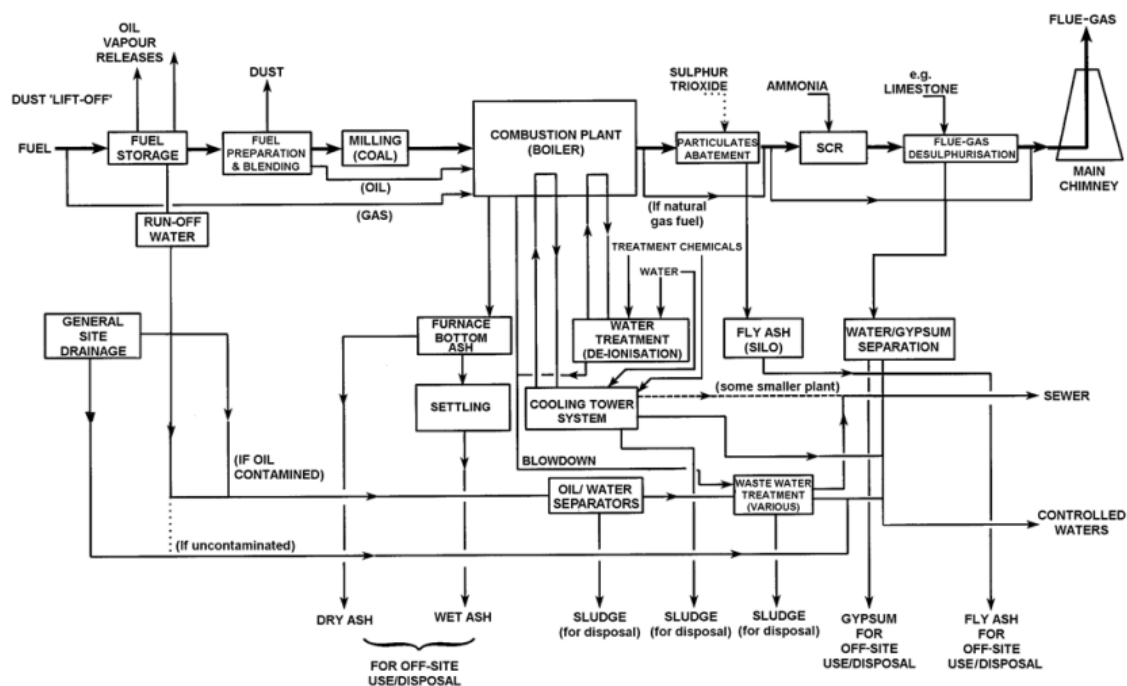 OIL
VAPOUR
RELEASES
FLUE-GAS
DUST
SULPHUR
TRIOXIDE
AMMONIA
e.g.
LIMESTONE
DUST 'LIFT-OFF'
FUEL
FUEL
STORAGE
FUEL
PREPARATION
& BLENDING
MILLING
(COAL)
COMBUSTION PLANT
(BOILER)
PARTICULATES
ABATEMENT
SCR
FLUE-GAS
DESULPHURISATION
MAIN
CHIMNEY
(OIL)
(GAS)
(If natural
gas fuel)
RUN-OFF
WATER
TREATMENT CHEMICALS
WATER
GENERAL
SITE
DRAINAGE
FURNACE
BOTTOM
ASH
WATER
TREATMENT
(DE-IONISATION)
FLY ASH
(SILO)
WATER/GYPSUM
SEPARATION
SETTLING
COOLING TOWER
SYSTEM
(some smaller plant)
SEWER
(IF OIL
CONTAMINED)
BLOWDOWN
OIL/ WATER
SEPARATORS
WASTE WATER
TREATMENT
(VARIOUS)
CONTROLLED
WATERS
(If uncontaminated)
DRY ASH
WET ASH
SLUDGE
(for disposal)
SLUDGE
(for disposal)
SLUDGE
(for disposal)
GYPSUM
FOR
OFF-SITE
USE/DISPOSAL
FLY ASH
FOR
OFF-SITE
USE/DISPOSAL
FOR OFF-SITE
USE/DISPOSAL